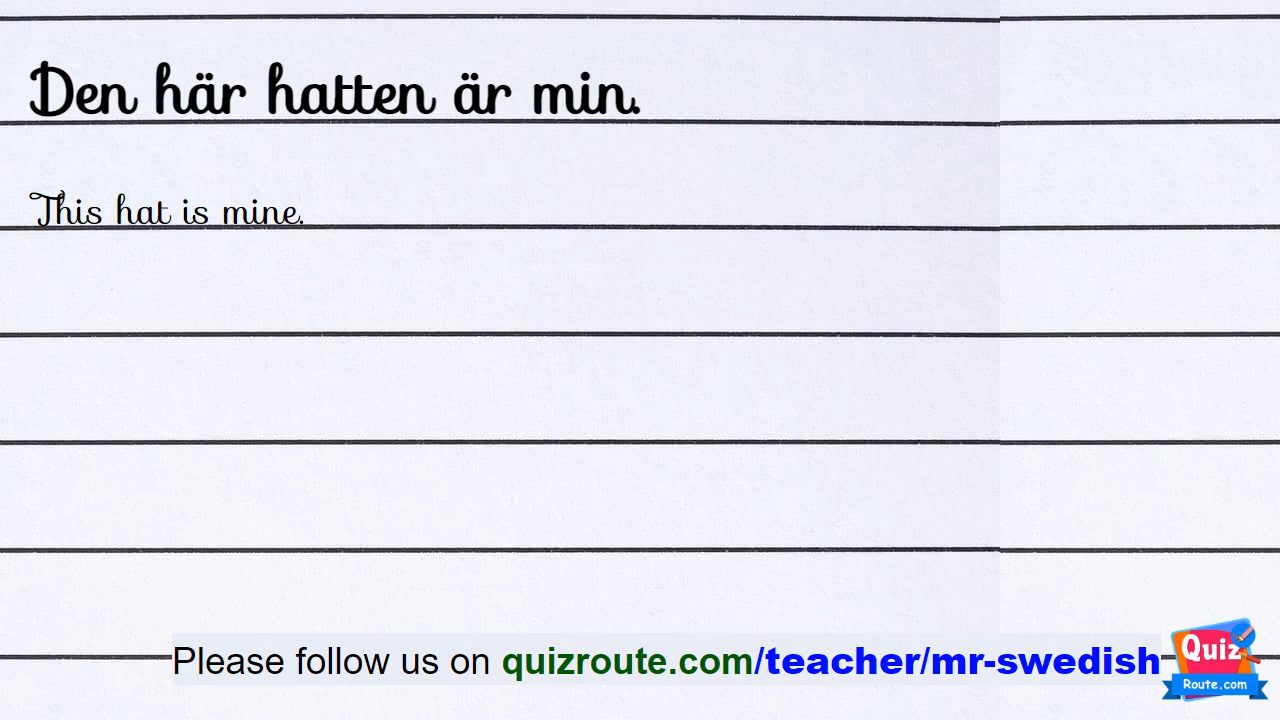 Den här hatten är min.
This hat is mine.
Please follow us on quizroute.com/teacher/mr-swedish
Quiz
Route.com